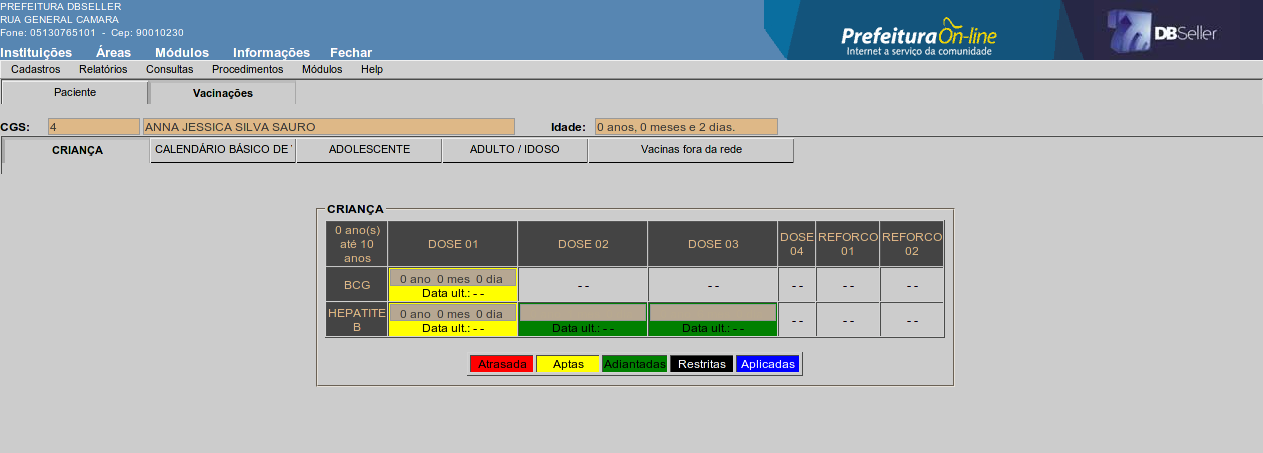 PREFEITURA DBSELLER
RUA GENERAL CAMARA
Fone: 05130765101 - Cep: 90010230
Prefeitura On-line
Internet a serviço da comunidade
DBSeller
Instituições Áreas Módulos Informações Fechar
Cadastros Relatórios Consultas Procedimentos Módulos Help
Paciente Vacinações
CGS: 4 ANNA JESSICA SILVA SAURO Idade: 0 anos, 0 meses e 2 dias.
CRIANÇA CALENDÁRIO BÁSICO DE ADOLESCENTE ADULTO / IDOSO Vacinas fora da rede
CRIANÇA
0 ano(s) até 10 anos DOSE 01 DOSE 02 DOSE 03 DOSE 04 REFORCO 01 REFORCO 02
BCG 0 ano 0 mes 0 dia - - - - - - - - - -
Data ult.: - -
HEPATITE B 0 ano 0 mes 0 dia - - - - - -
Data ult.: - - Data ult.: - - Data ult.: - -
Atrasada Aptas Adiantadas Restritas Aplicadas